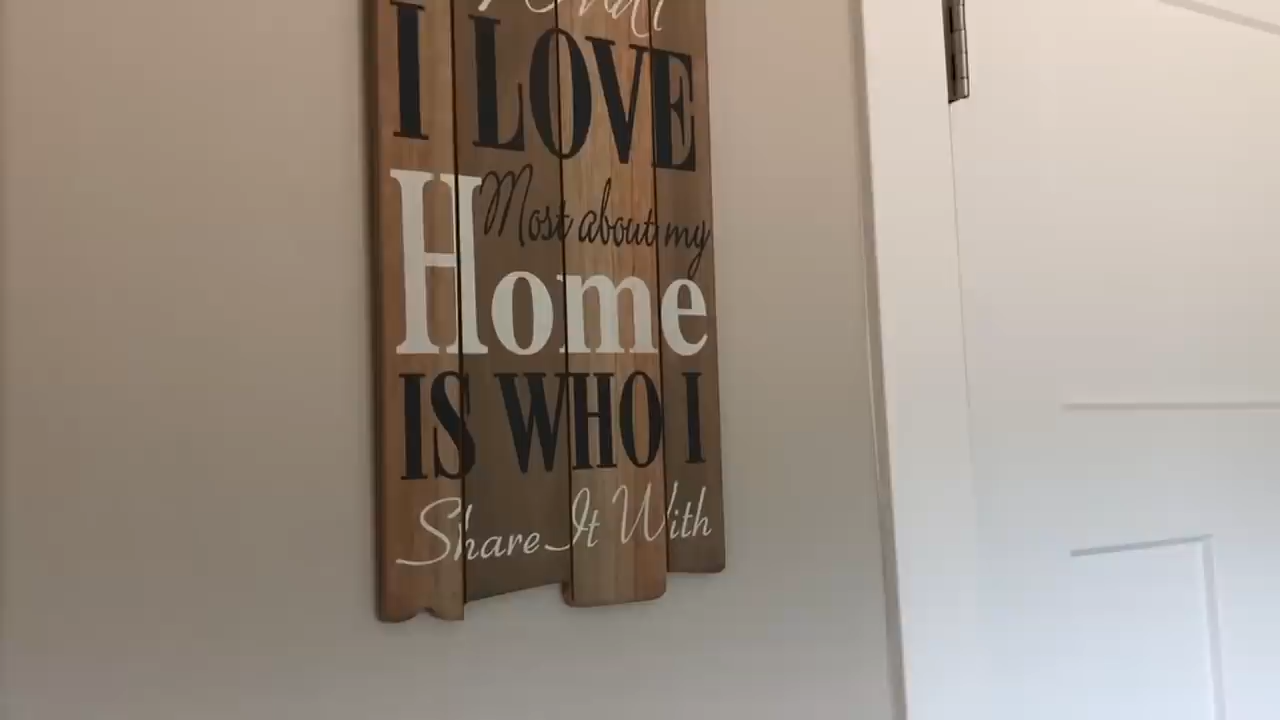 I LOVE
Most about my
Home
IS WHO I
Share It With